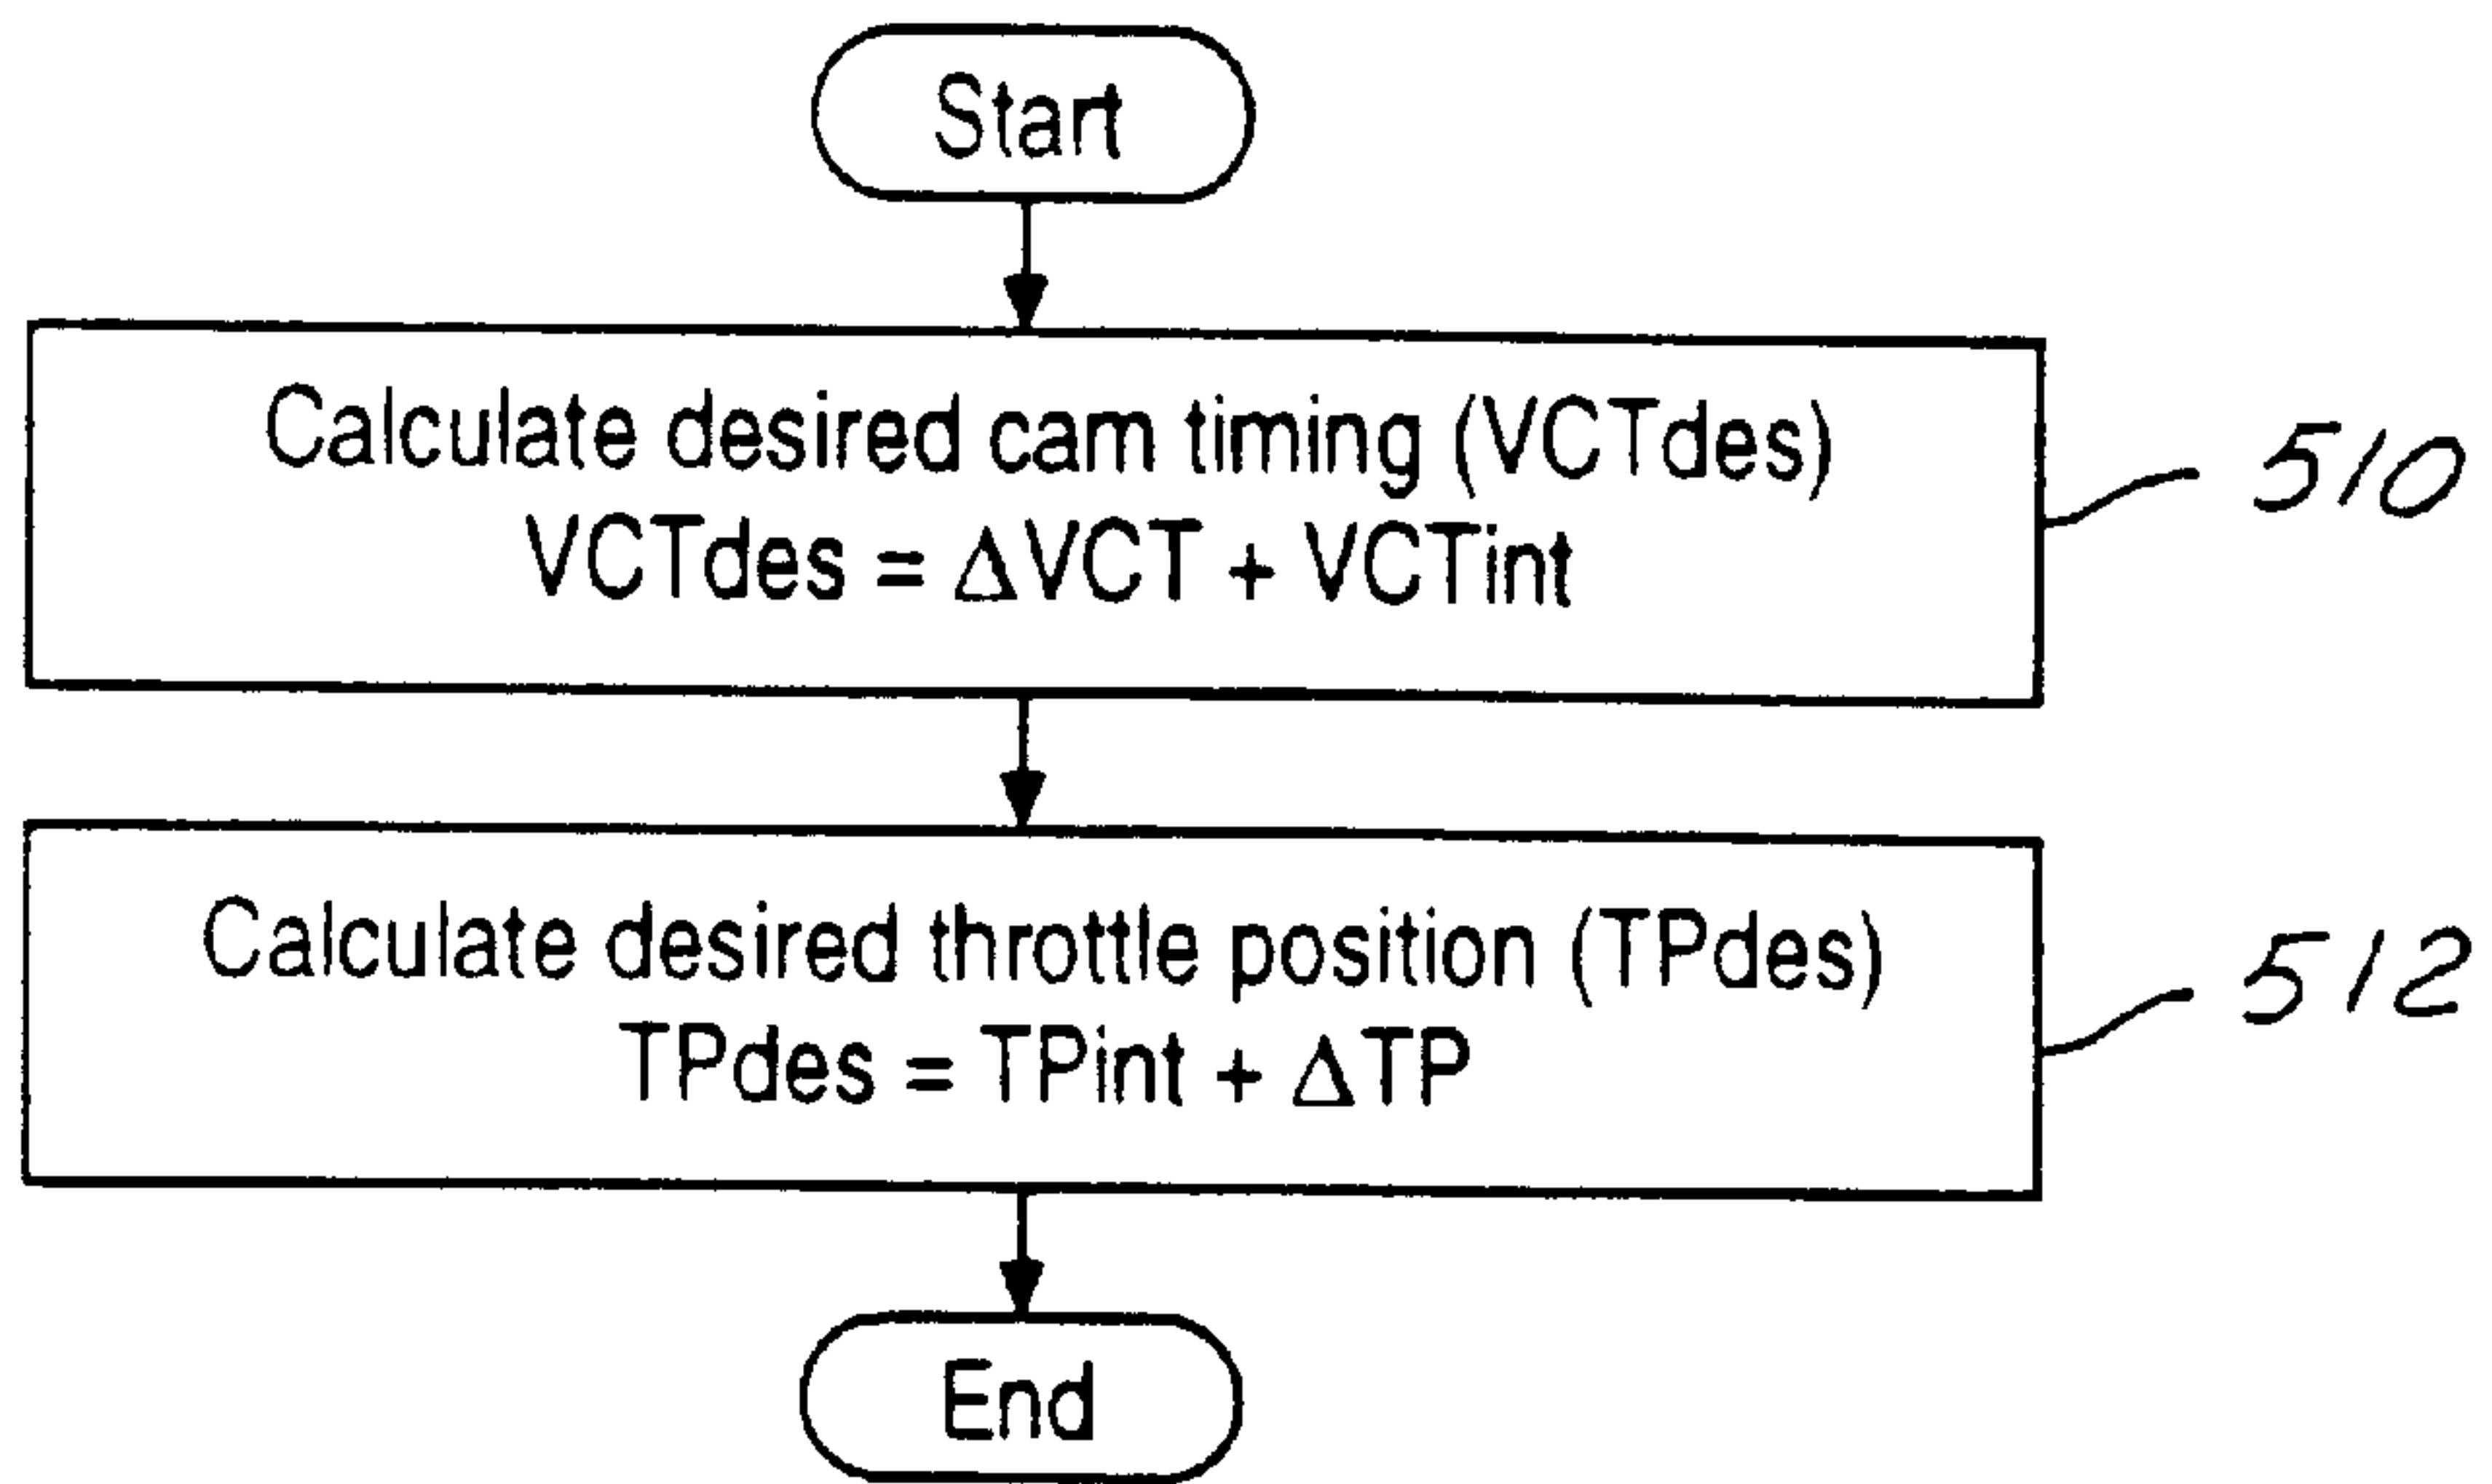 Start
Calculate desired cam timing (VCTdes)
VCTdes = ΔVCT + VCTint
510
Calculate desired throttle position (TPdes)
TPdes = TPint + ΔTP
512
End